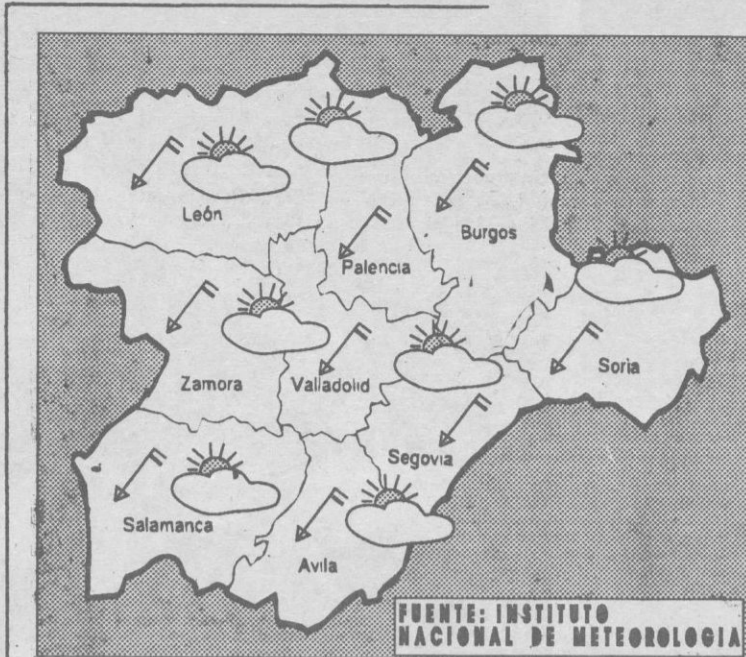 León
Palencia
Burgos
Zamora
Valladolid
Soria
Segovia
Salamanca
Avila
FUENTE: INSTITUTO
NACIONAL DE METEOROLOGIA